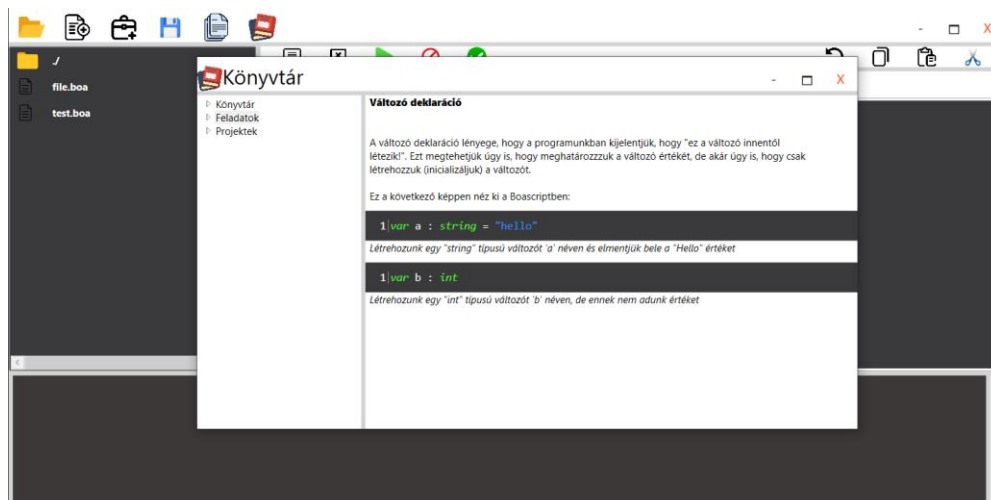 ./
file.boa
test.boa
Könyvtár
- X
- X
Könyvtár
Feladatok
Projektek
Változó deklaráció
A változó deklaráció lényege, hogy a programunkban kijelentjük, hogy "ez a változó innentől
létezik!". Ezt megtehetjük úgy is, hogy meghatározzzuk a változó értékét, de akár úgy is, hogy csak
létrehozzuk (inicializáljuk) a változót.
Ez a következő képpen néz ki a Boascriptben:
1 var a : string = "hello"
Létrehozunk egy "string" típusú változót 'a' néven és elmentjük bele a "Hello" értéket
1 var b : int
Létrehozunk egy "int" típusú változót 'b' néven, de ennek nem adunk értéket